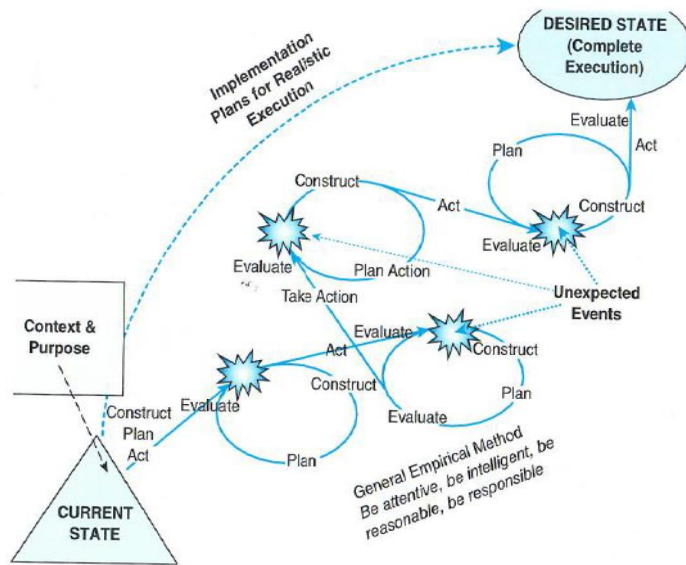 DESIRED STATE
(Complete
Execution)
Implementation
Plans for Realistic
Execution
Evaluate
Act
Plan
Construct
Evaluate
Construct
Act
Evaluate
Plan Action
Take Action
Unexpected
Events
Context &
Purpose
Evaluate
Act
Construct
Construct
Plan
Evaluate
Evaluate
Plan
Construct
Plan
Act
General Empirical Method
Be attentive, be intelligent, be
reasonable, be responsible
CURRENT
STATE